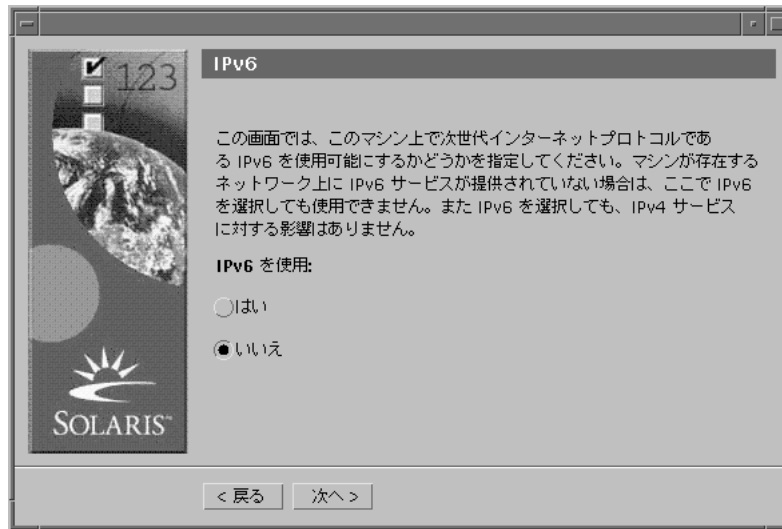 123
IPv6
この画面では、このマシン上で次世代インターネットプロトコルであ
る IPv6 を使用可能にするかどうかを指定してください。マシンが存在する
ネットワーク上に IPv6 サービスが提供されていない場合は、ここで IPv6
を選択しても使用できません。また IPv6 を選択しても、IPv4 サービス
に対する影響はありません。
IPv6 を使用:
はい
いいえ
SOLARIS™
< 戻る
次へ >